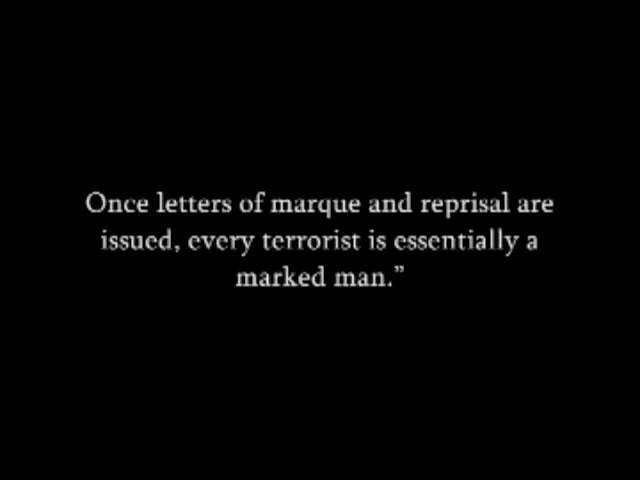 Once letters of marque and reprisal are
issued, every terrorist is essentially a
marked man.”